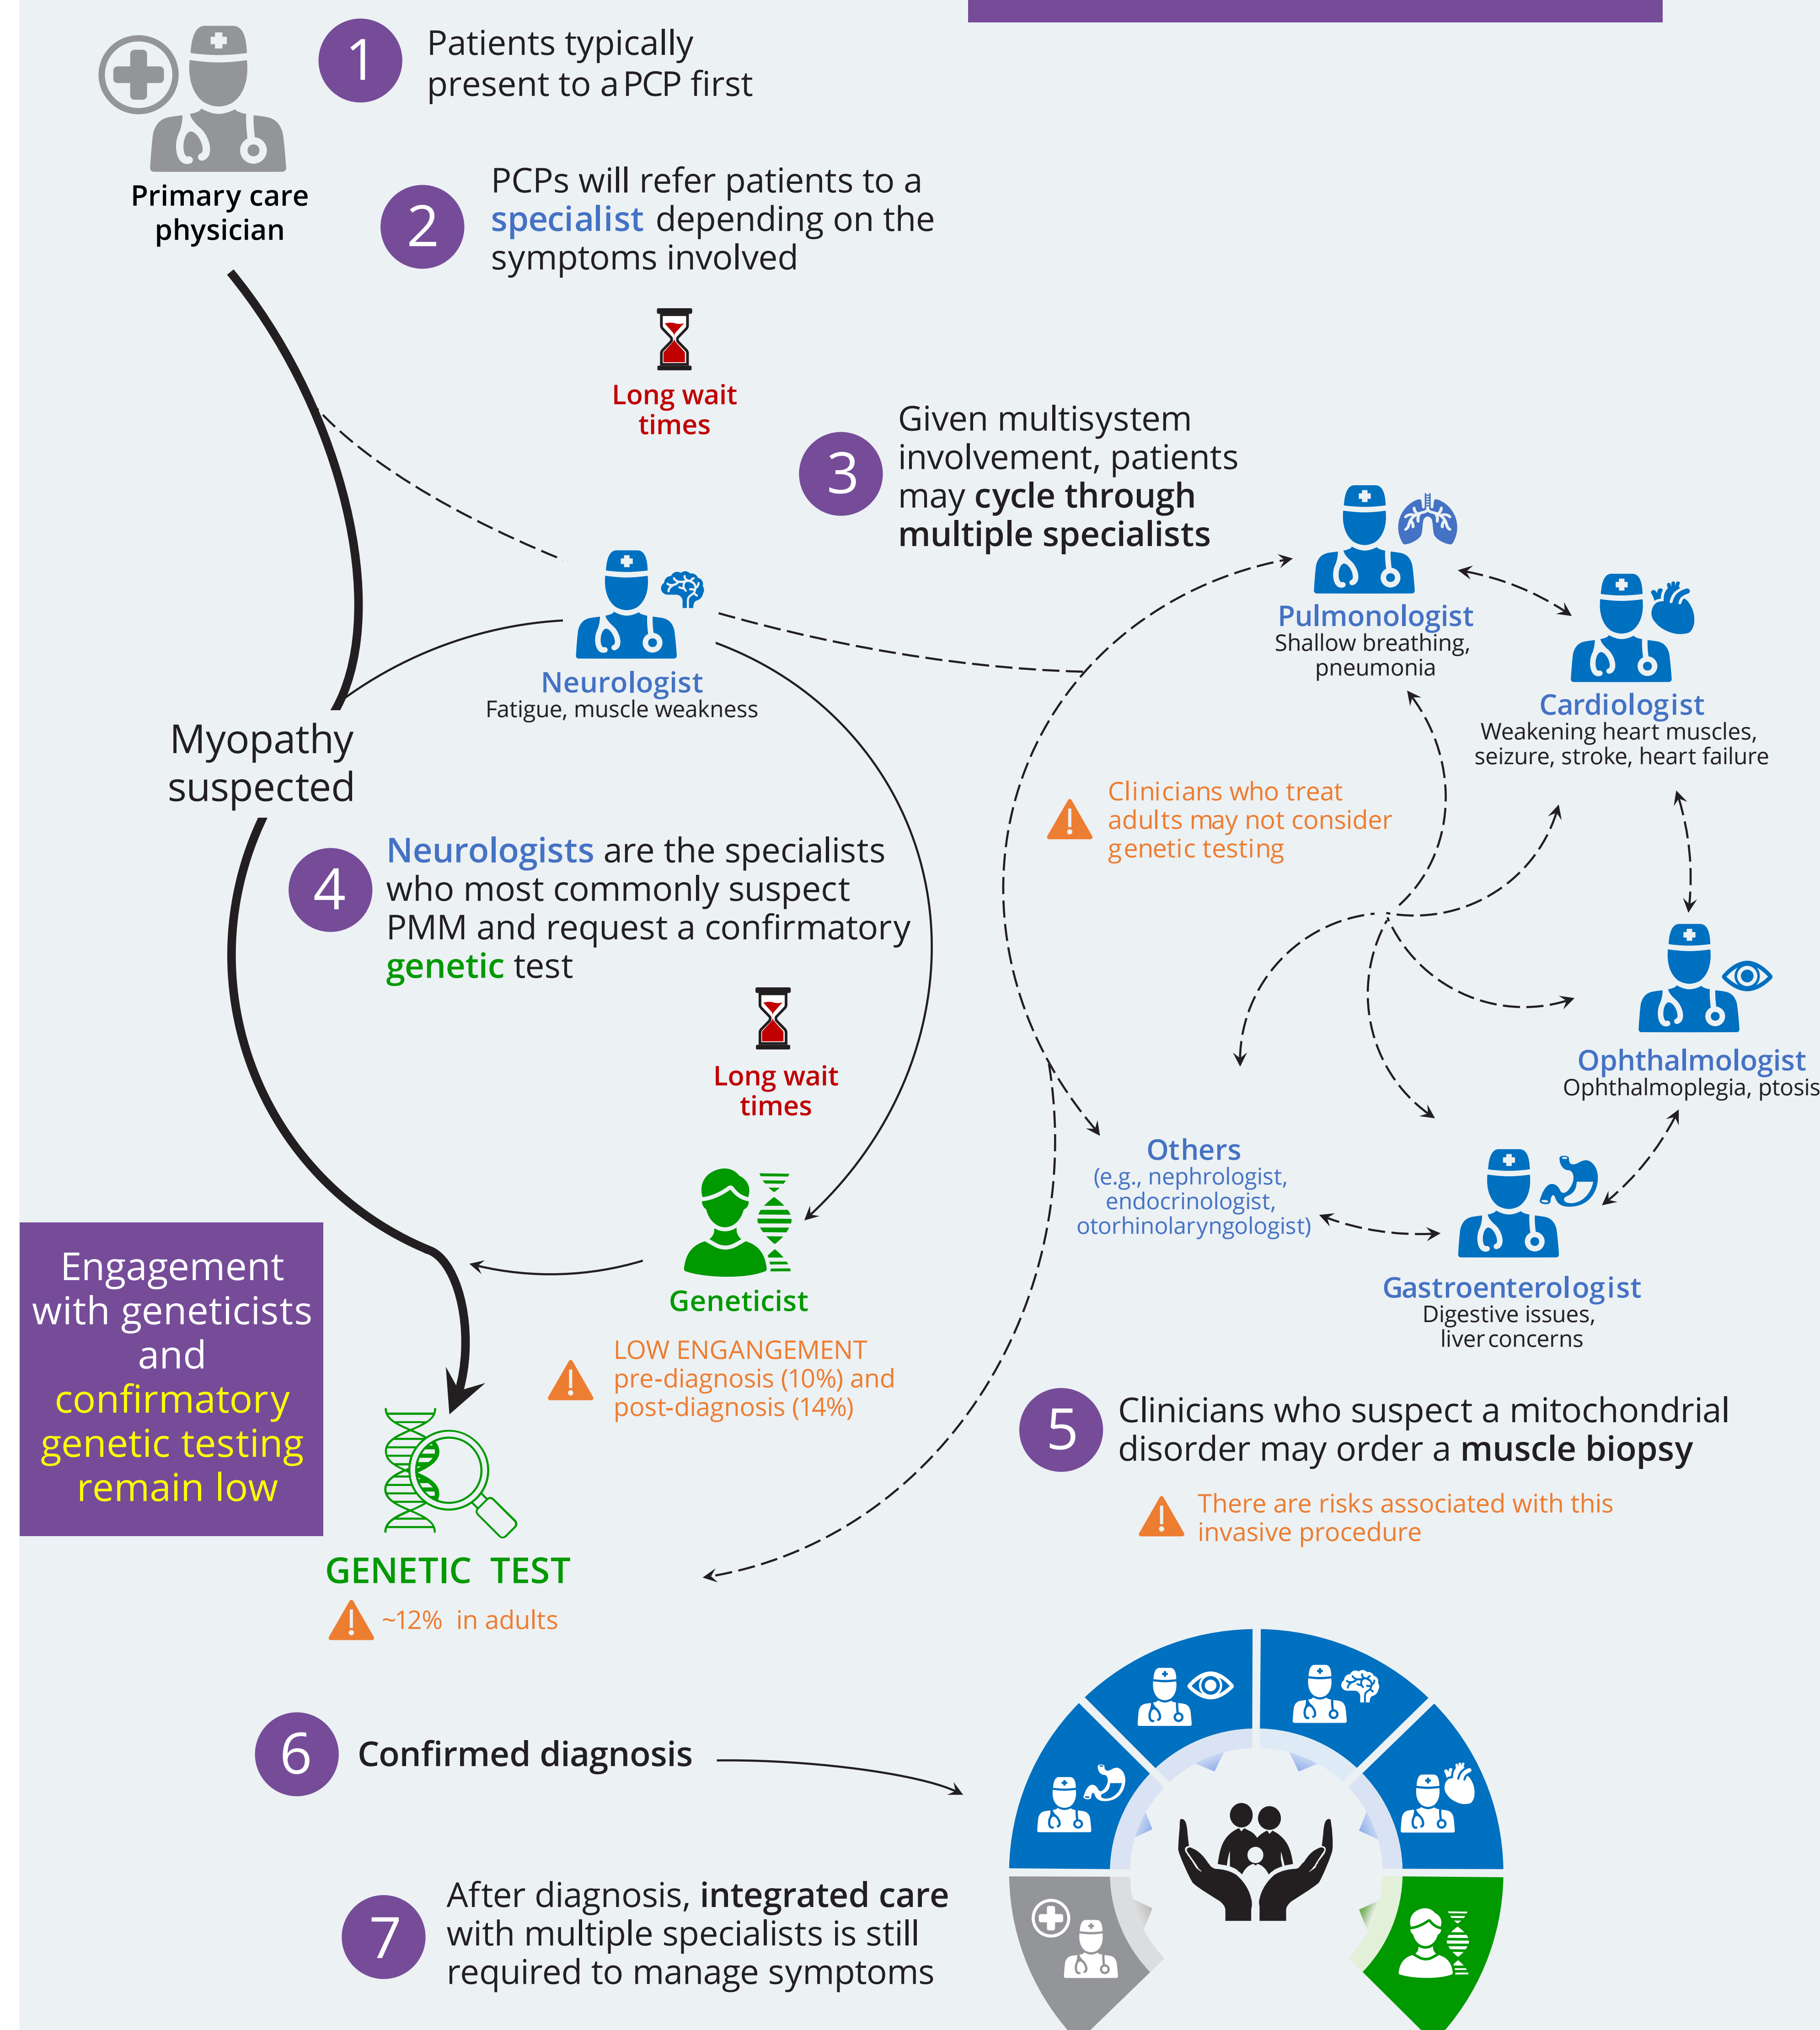 1
Patients typically
present to a PCP first
Primary care
physician
2
PCPs will refer patients to a
specialist depending on the
symptoms involved
Long wait
times
3
Given multisystem
involvement, patients
may cycle through
multiple specialists
Neurologist
Fatigue, muscle weakness
Pulmonologist
Shallow breathing,
pneumonia
Cardiologist
Weakening heart muscles,
seizure, stroke, heart failure
Myopathy
suspected
Clinicians who treat
adults may not consider
genetic testing
4
Neurologists are the specialists
who most commonly suspect
PMM and request a confirmatory
genetic test
Long wait
times
Ophthalmologist
Ophthalmoplegia, ptosis
Others
(e.g., nephrologist,
endocrinologist,
otorhinolaryngologist)
Gastroenterologist
Digestive issues,
liver concerns
Geneticist
LOW ENGANGEMENT
pre-diagnosis (10%) and
post-diagnosis (14%)
Engagement
with geneticists
and
confirmatory
genetic testing
remain low
5
Clinicians who suspect a mitochondrial
disorder may order a muscle biopsy
There are risks associated with this
invasive procedure
GENETIC TEST
~12% in adults
6
Confirmed diagnosis
7
After diagnosis, integrated care
with multiple specialists is still
required to manage symptoms